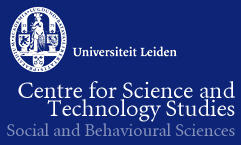 Universiteit Leiden
Centre for Science and
Technology Studies
Social and Behavioural Sciences